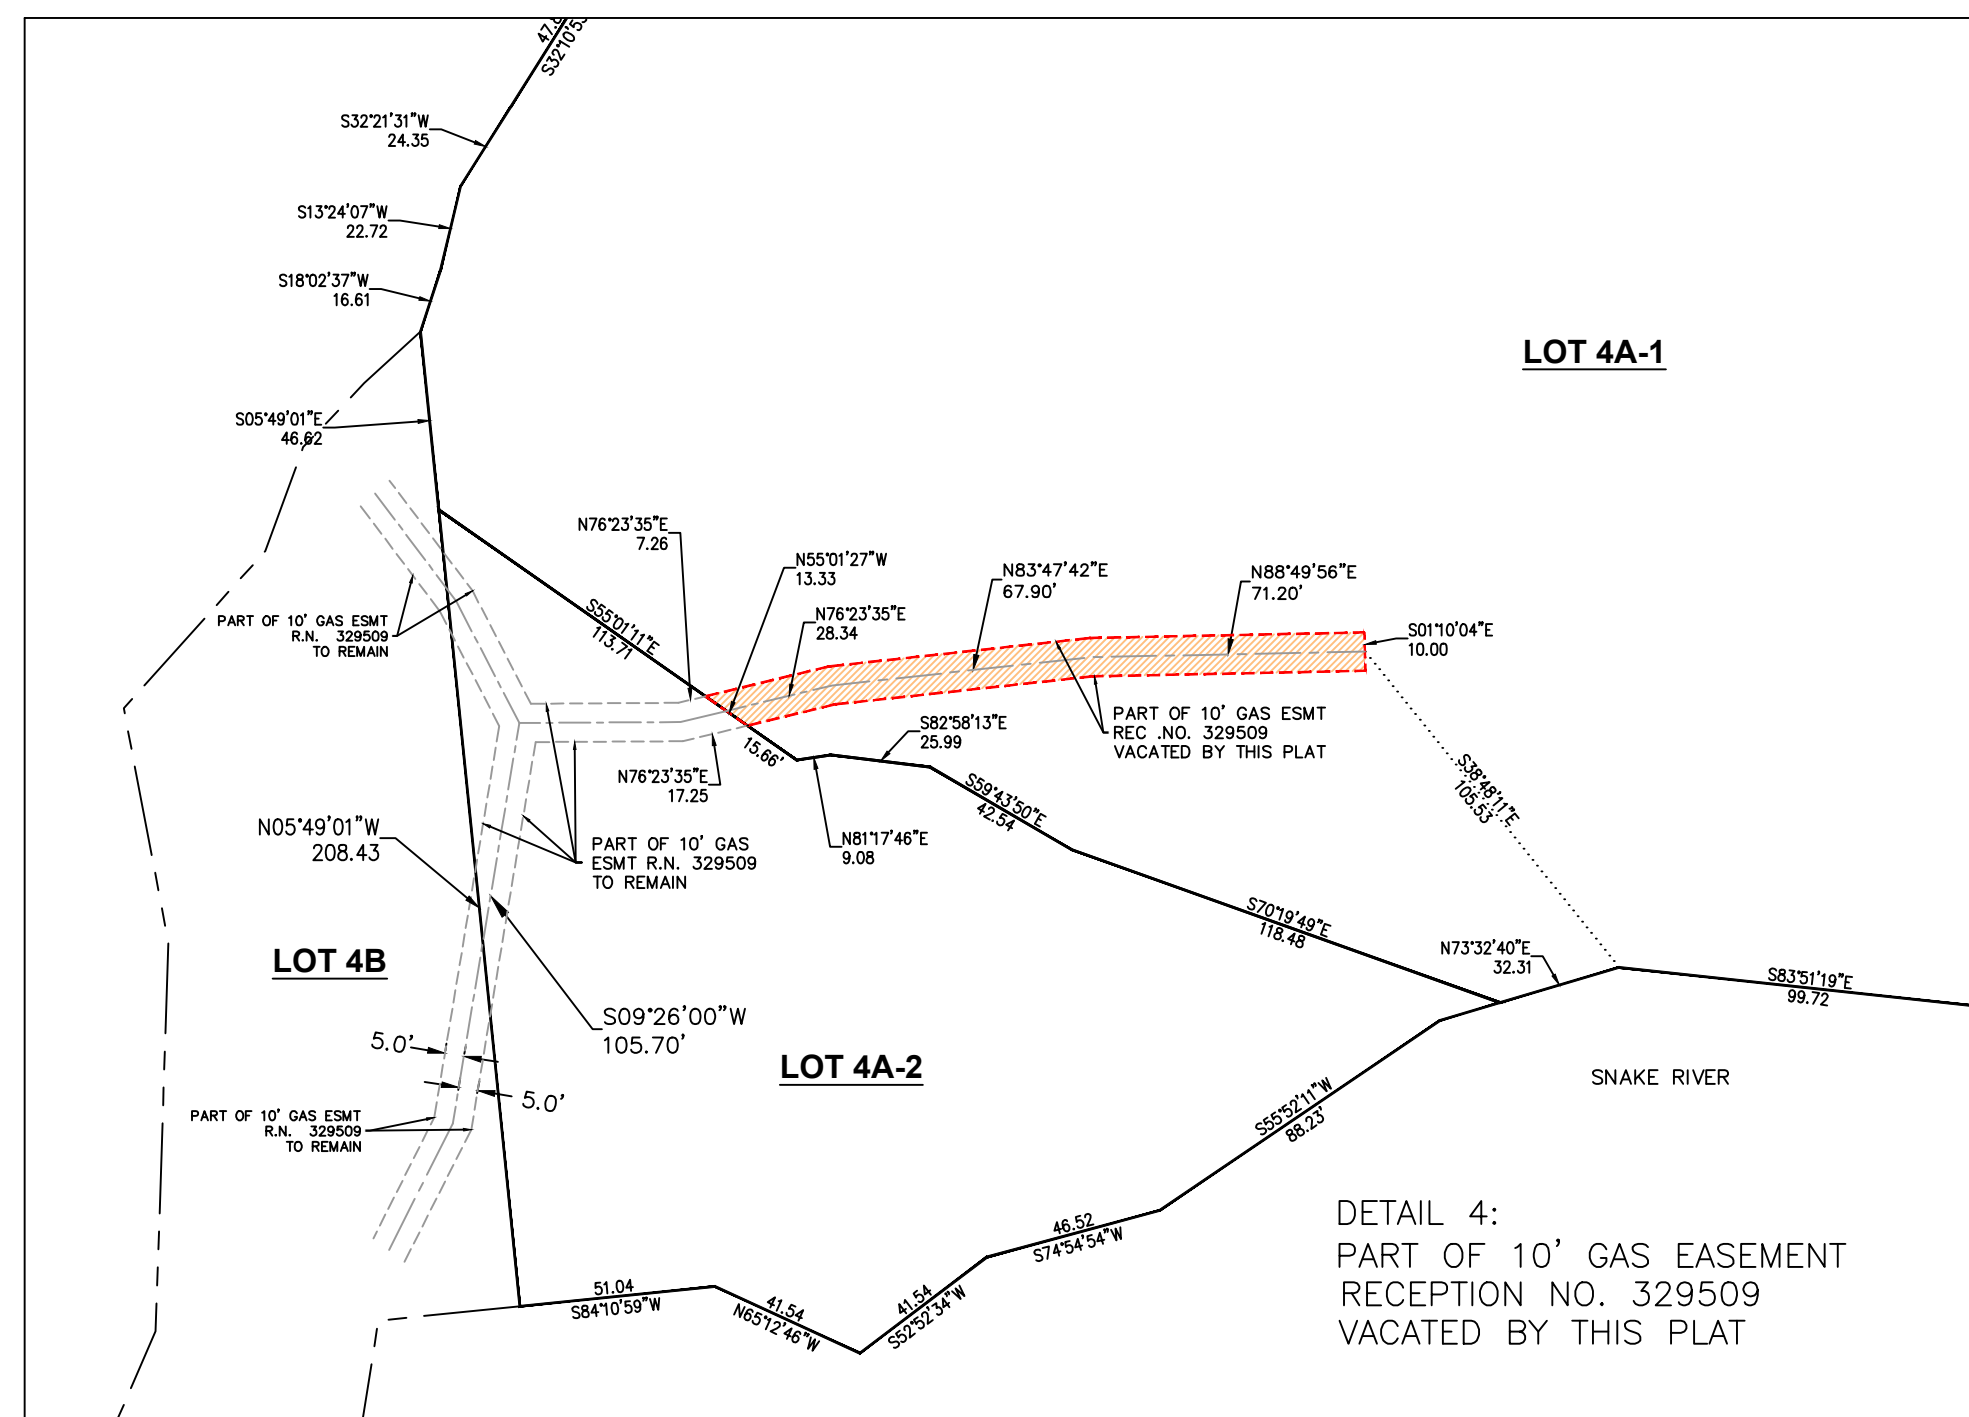 47.8
S32°10'53
S32°21'31"W
24.35
S13°24'07"W
22.72
S18°02'37"W
16.61
LOT 4A-1
S05°49'01"E
46.62
N76°23'35"E
7.26
N55°01'27"W
13.33
N83°47'42"E
67.90'
N88°49'56"E
71.20'
S01°10'04"E
10.00
N76°23'35"E
28.34
PART OF 10' GAS ESMT
R.N. 329509
TO REMAIN
S55°01'11"E
113.71
PART OF 10' GAS ESMT
REC .NO. 329509
VACATED BY THIS PLAT
S82°58'13"E
25.99
15.66'
N76°23'35"E
17.25
S38°48'11"E
105.53
S59°43'50"E
42.54
N05°49'01"W
208.43
PART OF 10' GAS
ESMT R.N. 329509
TO REMAIN
N81°17'46"E
9.08
S70°19'49"E
118.48
N73°32'40"E
32.31
LOT 4B
S83°51'19"E
99.72
S09°26'00"W
105.70'
5.0'
LOT 4A-2
SNAKE RIVER
5.0'
PART OF 10' GAS ESMT
R.N. 329509
TO REMAIN
S55°52'11"W
88.23'
46.52
S74°54'54"W
51.04
S84°10'59"W
41.54
N65°12'46"W
41.54
S52°52'34"W
DETAIL 4:
PART OF 10' GAS EASEMENT
RECEPTION NO. 329509
VACATED BY THIS PLAT